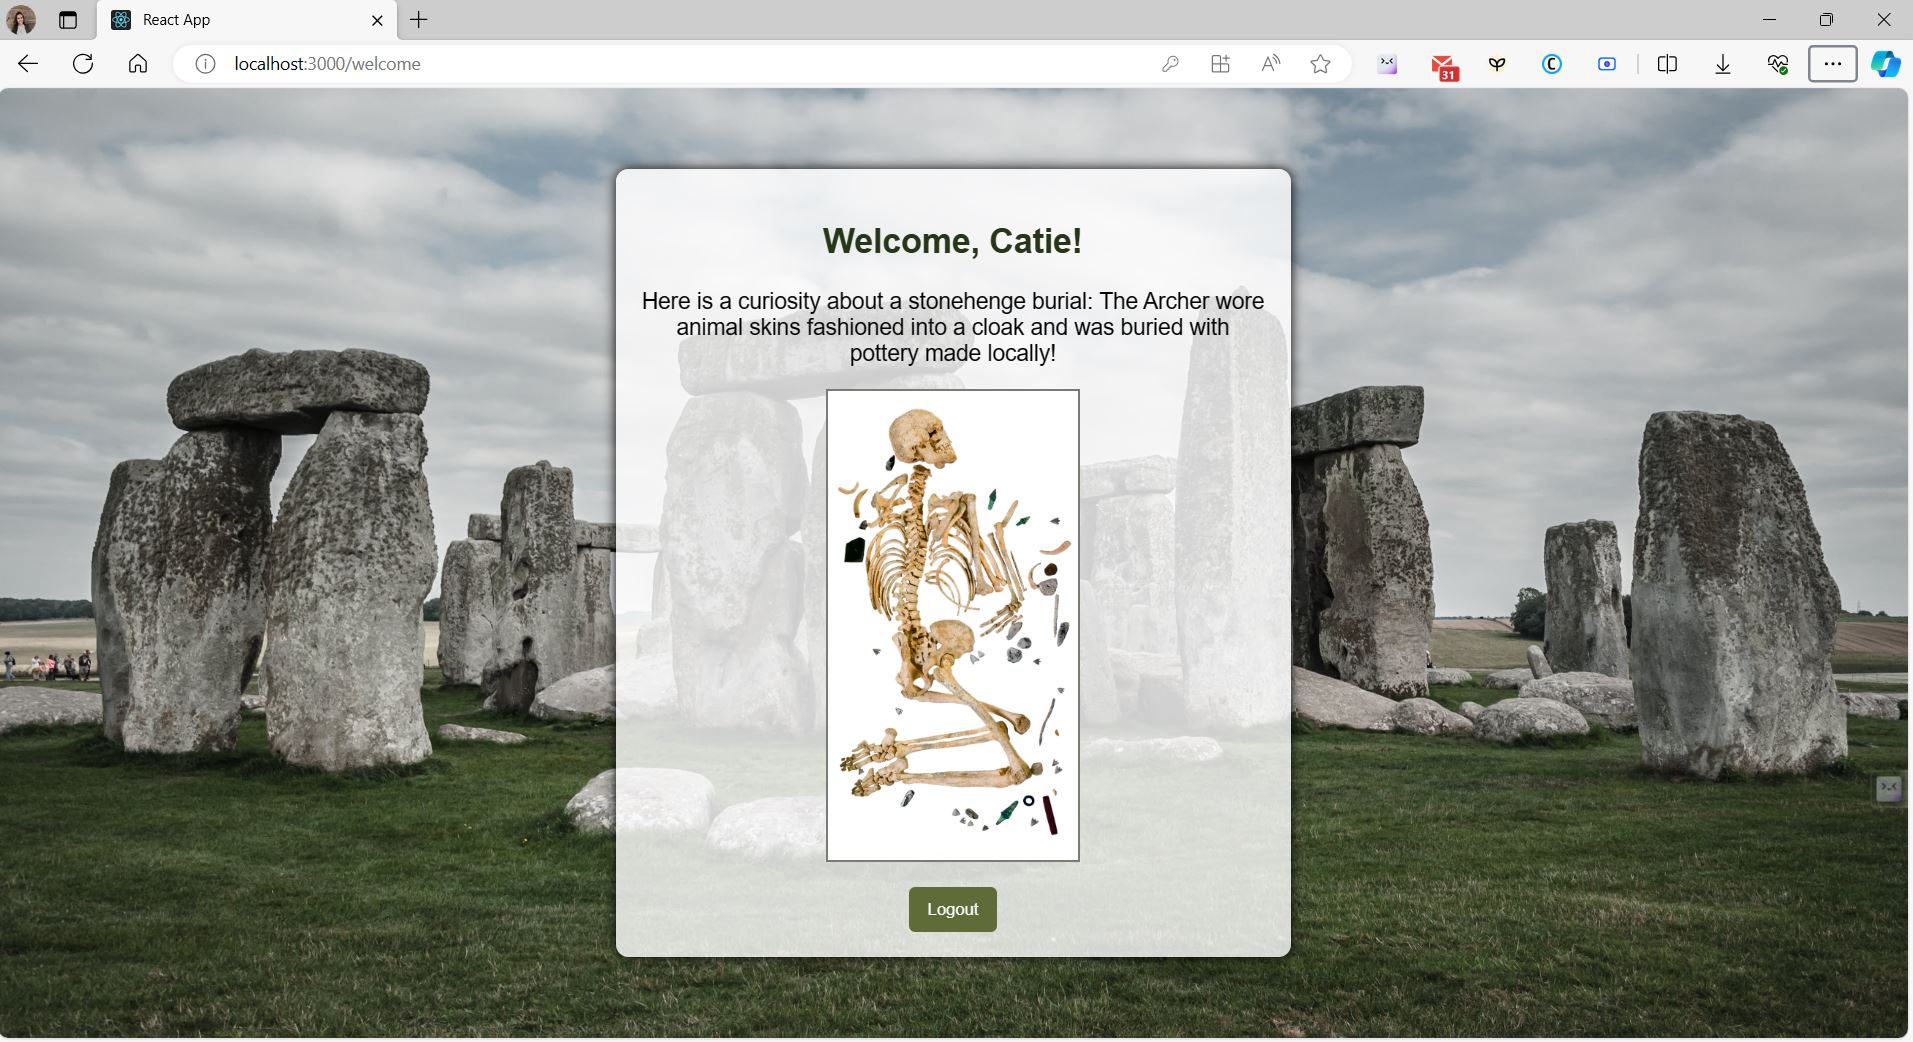 React App
localhost:3000/welcome
31
Welcome, Catie!
Here is a curiosity about a stonehenge burial: The Archer wore
animal skins fashioned into a cloak and was buried with
pottery made locally!
Logout